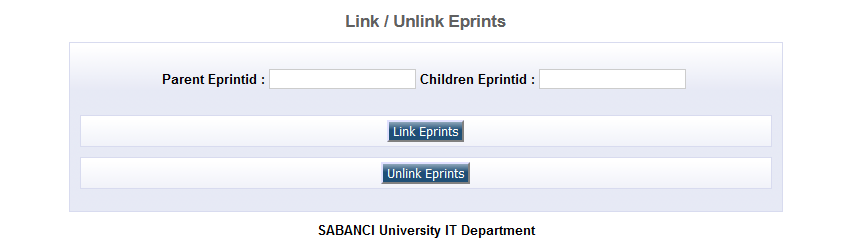 Link / Unlink Eprints
Parent Eprintid : Children Eprintid :
Link Eprints
Unlink Eprints
SABANCI University IT Department